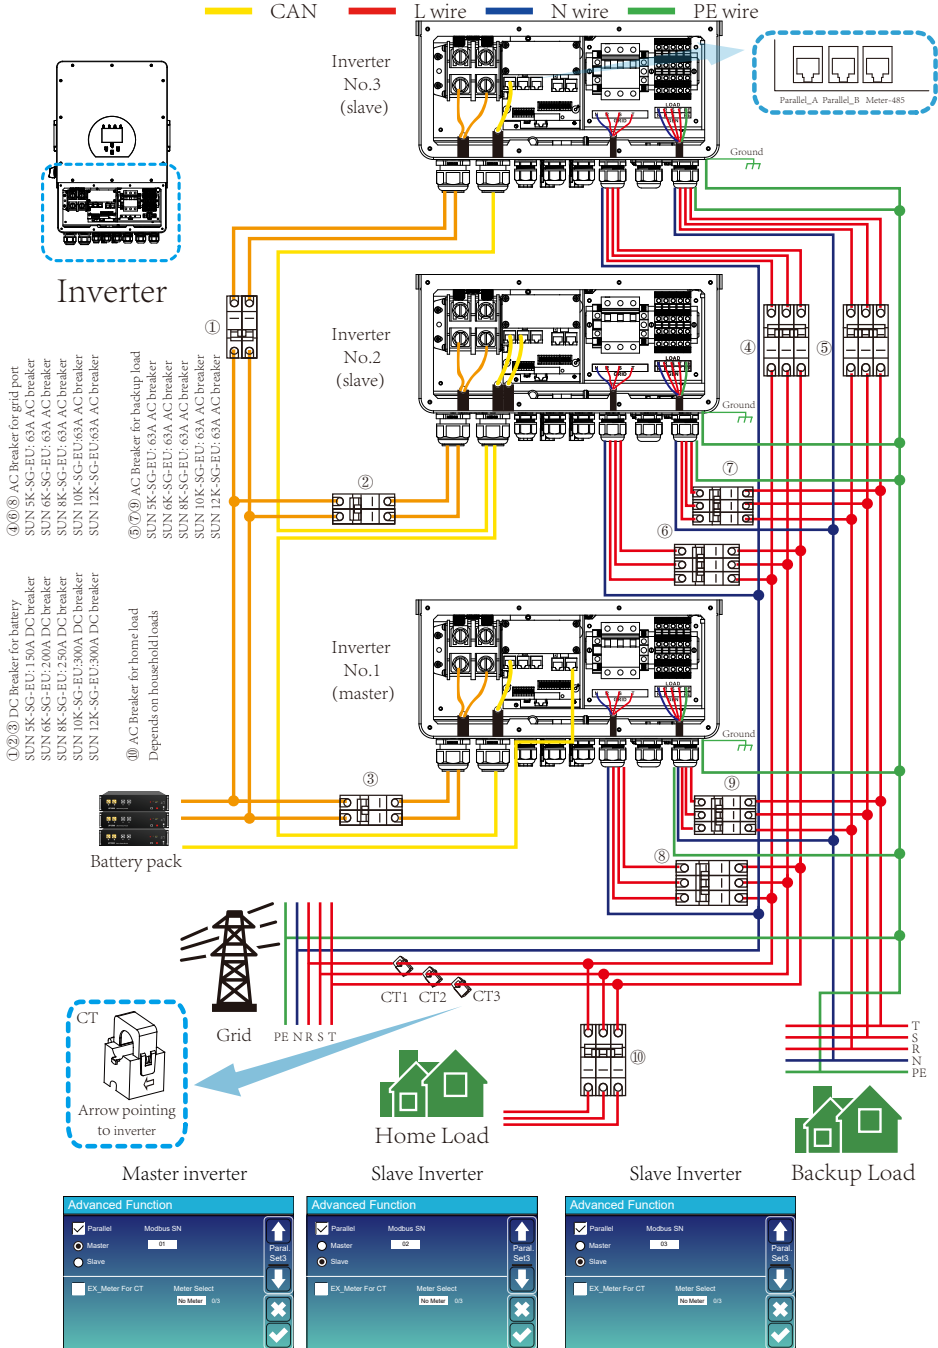 CAN
L wire
N wire
PE wire
Inverter
No.3
(slave)
Parallel_A Parallel_B Meter-485
Ground
Inverter
①
Inverter
No.2
(slave)
④
⑤
Ground
④⑥⑧ AC Breaker for grid port
SUN 5K-SG-EU: 63A AC breaker
SUN 6K-SG-EU: 63A AC breaker
SUN 8K-SG-EU: 63A AC breaker
SUN 10K-SG-EU:63A AC breaker
SUN 12K-SG-EU:63A AC breaker
⑤⑦⑨ AC Breaker for backup load
SUN 5K-SG-EU: 63A AC breaker
SUN 6K-SG-EU: 63A AC breaker
SUN 8K-SG-EU: 63A AC breaker
SUN 10K-SG-EU: 63A AC breaker
SUN 12K-SG-EU: 63A AC breaker
②
⑦
⑥
①②③ DC Breaker for battery
SUN 5K-SG-EU:150A DC breaker
SUN 6K-SG-EU:200A DC breaker
SUN 8K-SG-EU:250A DC breaker
SUN 10K-SG-EU:300A DC breaker
SUN 12K-SG-EU:300A DC breaker
⑩ AC Breaker for home load
Depends on household loads
Inverter
No.1
(master)
LOAD
GRID
LOAD
LOAD
GRID
Ground
③
⑨
⑧
Battery pack
CT1 CT2 CT3
Grid
PE N R S T
CT
Arrow pointing
to inverter
⑩
Home Load
T
S
R
N
PE
Backup Load
Master inverter
Slave Inverter
Slave Inverter
Advanced Function
Parallel
Modbus SN
Master
01
Slave
Paral.
Set3
EX_Meter For CT
Meter Select
No Meter
0/3
Advanced Function
Parallel
Modbus SN
Master
02
Slave
Paral.
Set3
EX_Meter For CT
Meter Select
No Meter
0/3
Advanced Function
Parallel
Modbus SN
Master
03
Slave
Paral.
Set3
EX_Meter For CT
Meter Select
No Meter
0/3